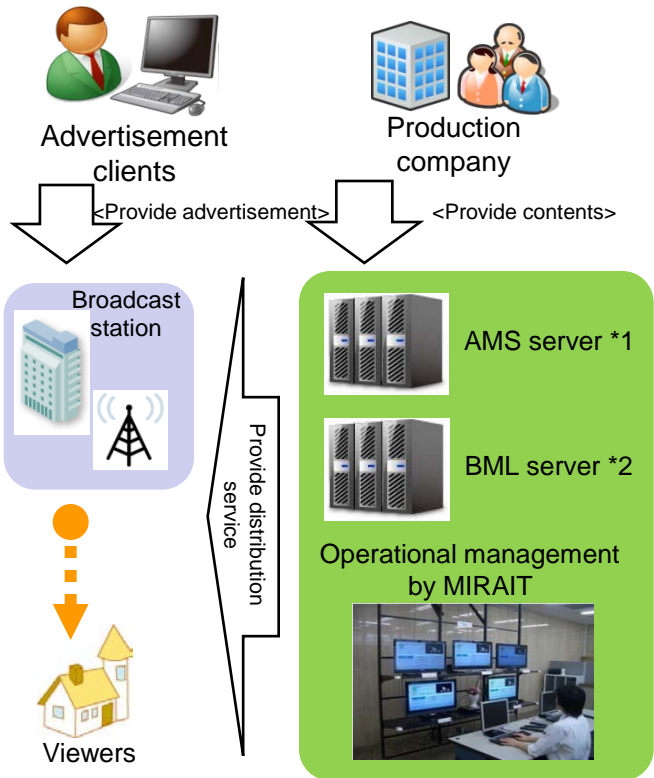 Advertisement
clients
Production
company
<Provide advertisement>
<Provide contents>
Broadcast
station
AMS server *1
BML server *2
Provide distribution
service
Operational management
by MIRAIT
Viewers